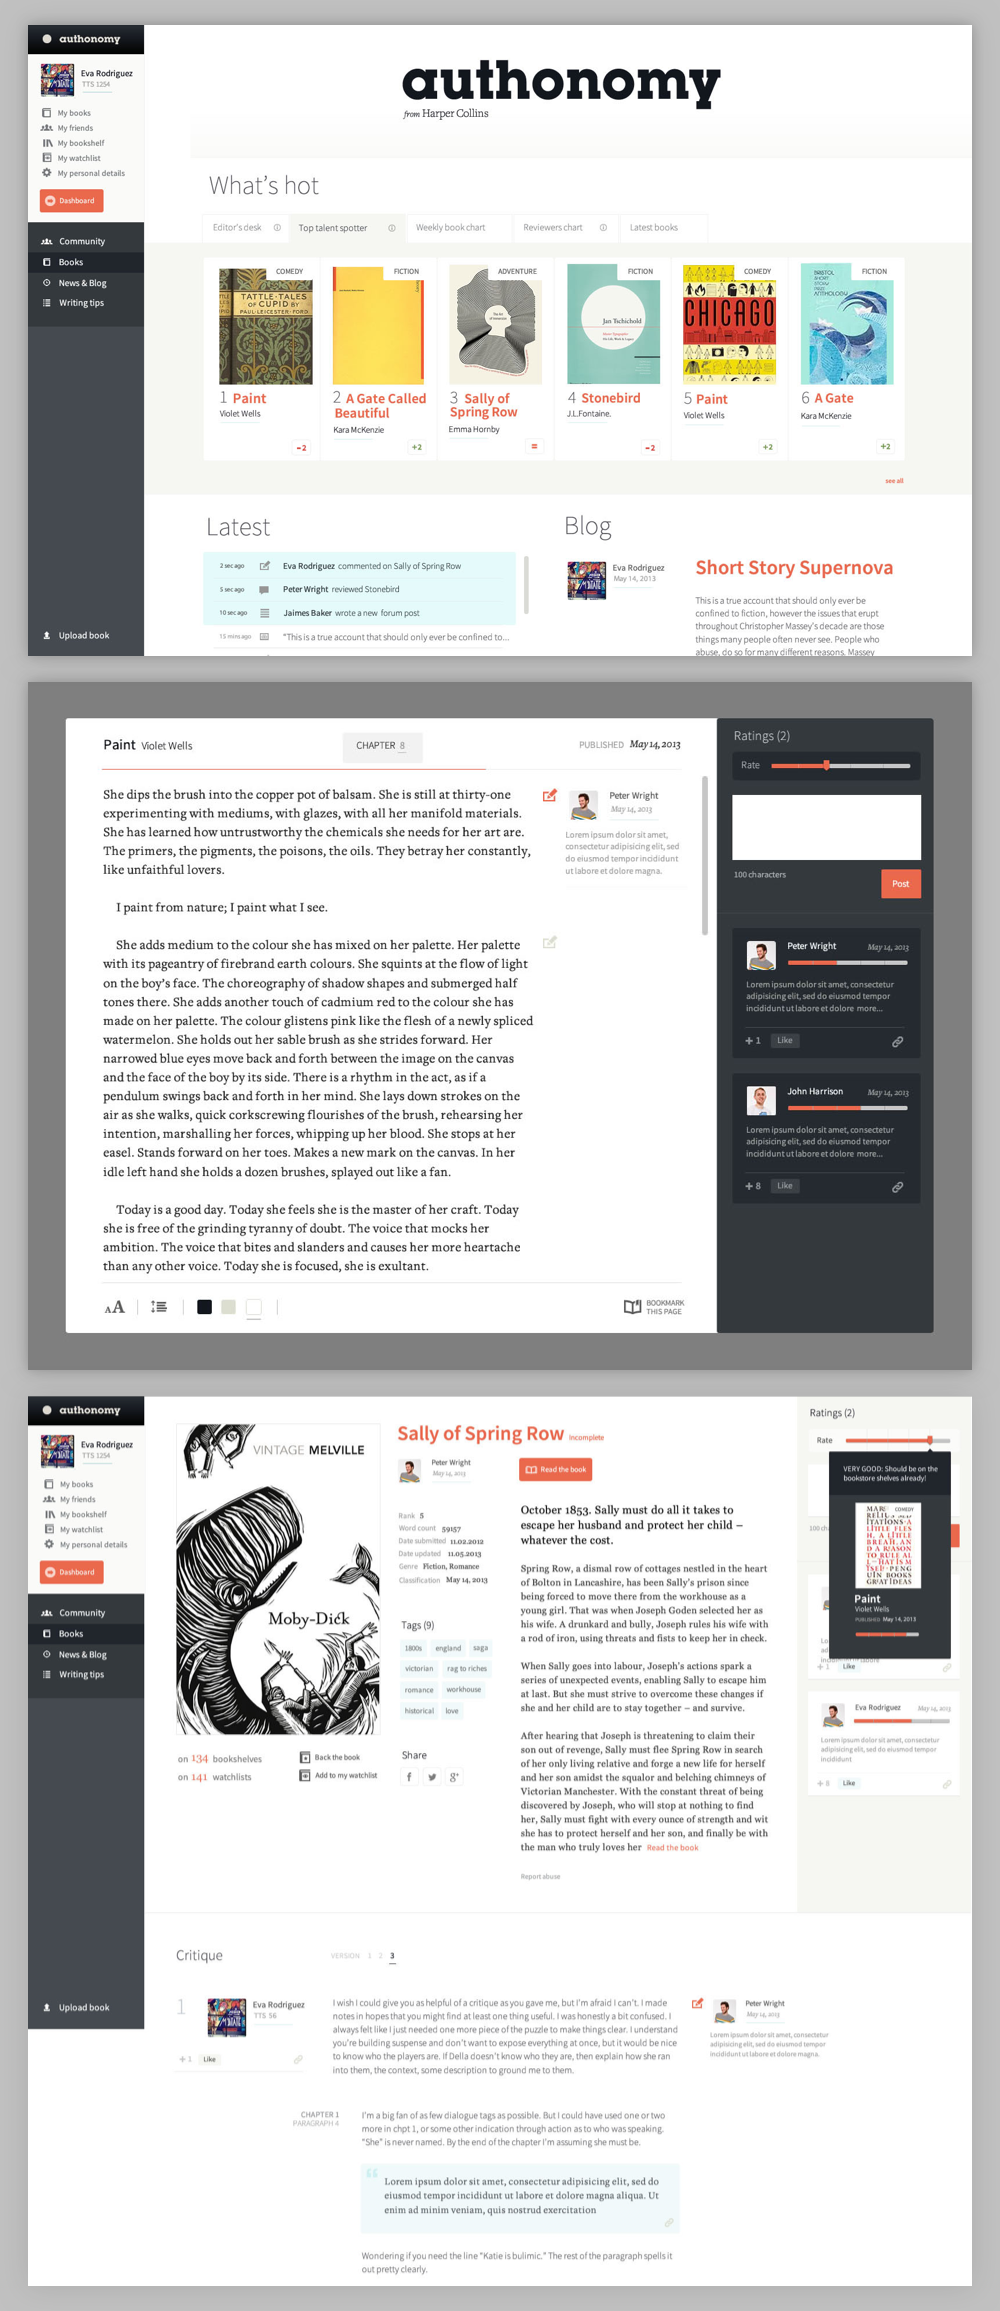 authonomy
Eva Rodriguez
TTS 1254
My books
My friends
My bookshelf
My watchlist
My personal details
Dashboard
Community
Books
News & Blog
Writing tips
Upload book
authonomy
from Harper Collins
What's hot
Editor's desk
Top talent spotter
Weekly book chart
Reviewers chart
Latest books
COMEDY
TATTLE-TALES
OF CUPID BY
PAUL·LEICESTER·FORD
1 Paint
Violet Wells
-2
FICTION
2 A Gate Called
Beautiful
Kara McKenzie
+2
ADVENTURE
3 Sally of
Spring Row
Emma Hornby
=
FICTION
Jan Tschichold
4 Stonebird
J.L.Fontaine.
-2
COMEDY
CHICAGO
5 Paint
Violet Wells
+2
FICTION
BRISTOL
SHORT
STORY
PRIZE
ANTHOLOGY
6 A Gate
Kara McKenzie
+2
see all
Latest
2 sec ago Eva Rodriguez commented on Sally of Spring Row
5 sec ago Peter Wright reviewed Stonebird
10 sec ago Jaimes Baker wrote a new forum post
15 mins ago "This is a true account that should only ever be confined to...
Blog
Eva Rodriguez
May 14, 2013
Short Story Supernova
This is a true account that should only ever be
confined to fiction, however the issues that erupt
throughout Christopher Massey's decade are those
things many people often never see. People who
abuse, do so for many different reasons. Massey
Paint Violet Wells
CHAPTER 8
PUBLISHED May 14, 2013
She dips the brush into the copper pot of balsam. She is still at thirty-one
experimenting with mediums, with glazes, with all her manifold materials.
She has learned how untrustworthy the chemicals she needs for her art are.
The primers, the pigments, the poisons, the oils. They betray her constantly,
like unfaithful lovers.
I paint from nature; I paint what I see.
She adds medium to the colour she has mixed on her palette. Her palette
with its pageantry of firebrand earth colours. She squints at the flow of light
on the boy's face. The choreography of shadow shapes and submerged half
tones there. She adds another touch of cadmium red to the colour she has
made on her palette. The colour glistens pink like the flesh of a newly spliced
watermelon. She holds out her sable brush as she strides forward. Her
narrowed blue eyes move back and forth between the image on the canvas
and the face of the boy by its side. There is a rhythm in the act, as if a
pendulum swings back and forth in her mind. She lays down strokes on the
air as she walks, quick corkscrewing flourishes of the brush, rehearsing her
intention, marshalling her forces, whipping up her blood. She stops at her
easel. Stands forward on her toes. Makes a new mark on the canvas. In her
idle left hand she holds a dozen brushes, splayed out like a fan.
Today is a good day. Today she feels she is the master of her craft. Today
she is free of the grinding tyranny of doubt. The voice that mocks her
ambition. The voice that bites and slanders and causes her more heartache
than any other voice. Today she is focused, she is exultant.
Peter Wright
May 14, 2013
Lorem ipsum dolor sit amet,
consectetur adipisicing elit, sed
do eiusmod tempor incididunt
ut labore et dolore magna.
AA
BOOKMARK
THIS PAGE
Ratings (2)
Rate
100 characters
Post
Peter Wright May 14, 2013
Lorem ipsum dolor sit amet, consectetur
adipisicing elit, sed do eiusmod tempor
incididunt ut labore et dolore more...
+ 1 Like
John Harrison May 14, 2013
Lorem ipsum dolor sit amet, consectetur
adipisicing elit, sed do eiusmod tempor
incididunt ut labore et dolore more...
+ 8 Like
authonomy
Eva Rodriguez
TTS 1254
My books
My friends
My bookshelf
My watchlist
My personal details
Dashboard
Community
Books
News & Blog
Writing tips
Upload book
VINTAGE MELVILLE
Moby-Dick
on 134 bookshelves
on 141 watchlists
Back the book
Add to my watchlist
Sally of Spring Row Incomplete
Peter Wright
May 14, 2013
Read the book
Rank 5
Word count 59157
Date submitted 11.02.2012
Date updated 11.05.2013
Genre Fiction, Romance
Classification May 14, 2013
Tags (9)
1800s england saga
victorian rag to riches
romance workhouse
historical love
Share
October 1853. Sally must do all it takes to
escape her husband and protect her child –
whatever the cost.
Spring Row, a dismal row of cottages nestled in the heart
of Bolton in Lancashire, has been Sally's prison since
being forced to move there from the workhouse as a
young girl. That was when Joseph Goden selected her as
his wife. A drunkard and bully, Joseph rules his wife with
a rod of iron, using threats and fists to keep her in check.
When Sally goes into labour, Joseph's actions spark a
series of unexpected events, enabling Sally to escape him
at last. But she must strive to overcome these changes if
she and her child are to stay together – and survive.
After hearing that Joseph is threatening to claim their
son out of revenge, Sally must flee Spring Row in search
of her only living relative and forge a new life for herself
and her son amidst the squalor and belching chimneys of
Victorian Manchester. With the constant threat of being
discovered by Joseph, who will stop at nothing to find
her, Sally must fight with every ounce of strength and wit
she has to protect herself and her son, and finally be with
the man who truly loves her Read the book
Report abuse
Ratings (2)
Rate
VERY GOOD: Should be on the
bookstore shelves already!
100 ch
COMEDY
Paint
Violet Wells
PUBLISHED May 14, 2013
+ 1 Like
Eva Rodriguez May 14, 2013
Lorem ipsum dolor sit amet, consectetur
adipisicing elit, sed do eiusmod tempor
incididunt
+ 8 Like
Critique
VERSION 1 2 3
1
Eva Rodriguez
TTS 56
+ 1 Like
I wish I could give you as helpful of a critique as you gave me, but I'm afraid I can't. I made
notes in hopes that you might find at least one thing useful. I was honestly a bit confused. I
always felt like I just needed one more piece of the puzzle to make things clear. I understand
you're building suspense and don't want to expose everything at once, but it would be nice
to know who the players are. If Della doesn't know who they are, then explain how she ran
into them, the context, some description to ground me to them.
Peter Wright
May 14, 2013
Lorem ipsum dolor sit amet, consectetur
adipisicing elit, sed do eiusmod tempor
incididunt ut labore et dolore magna.
CHAPTER 1
PARAGRAPH 4
I'm a big fan of as few dialogue tags as possible. But I could have used one or two
more in chpt 1, or some other indication through action as to who was speaking.
"She" is never named. By the end of the chapter I'm assuming she must be.
Lorem ipsum dolor sit amet, consectetur adipisicing elit, sed do
eiusmod tempor incididunt ut labore et dolore magna aliqua. Ut
enim ad minim veniam, quis nostrud exercitation
Wondering if you need the line "Katie is bulimic." The rest of the paragraph spells it
out pretty clearly.